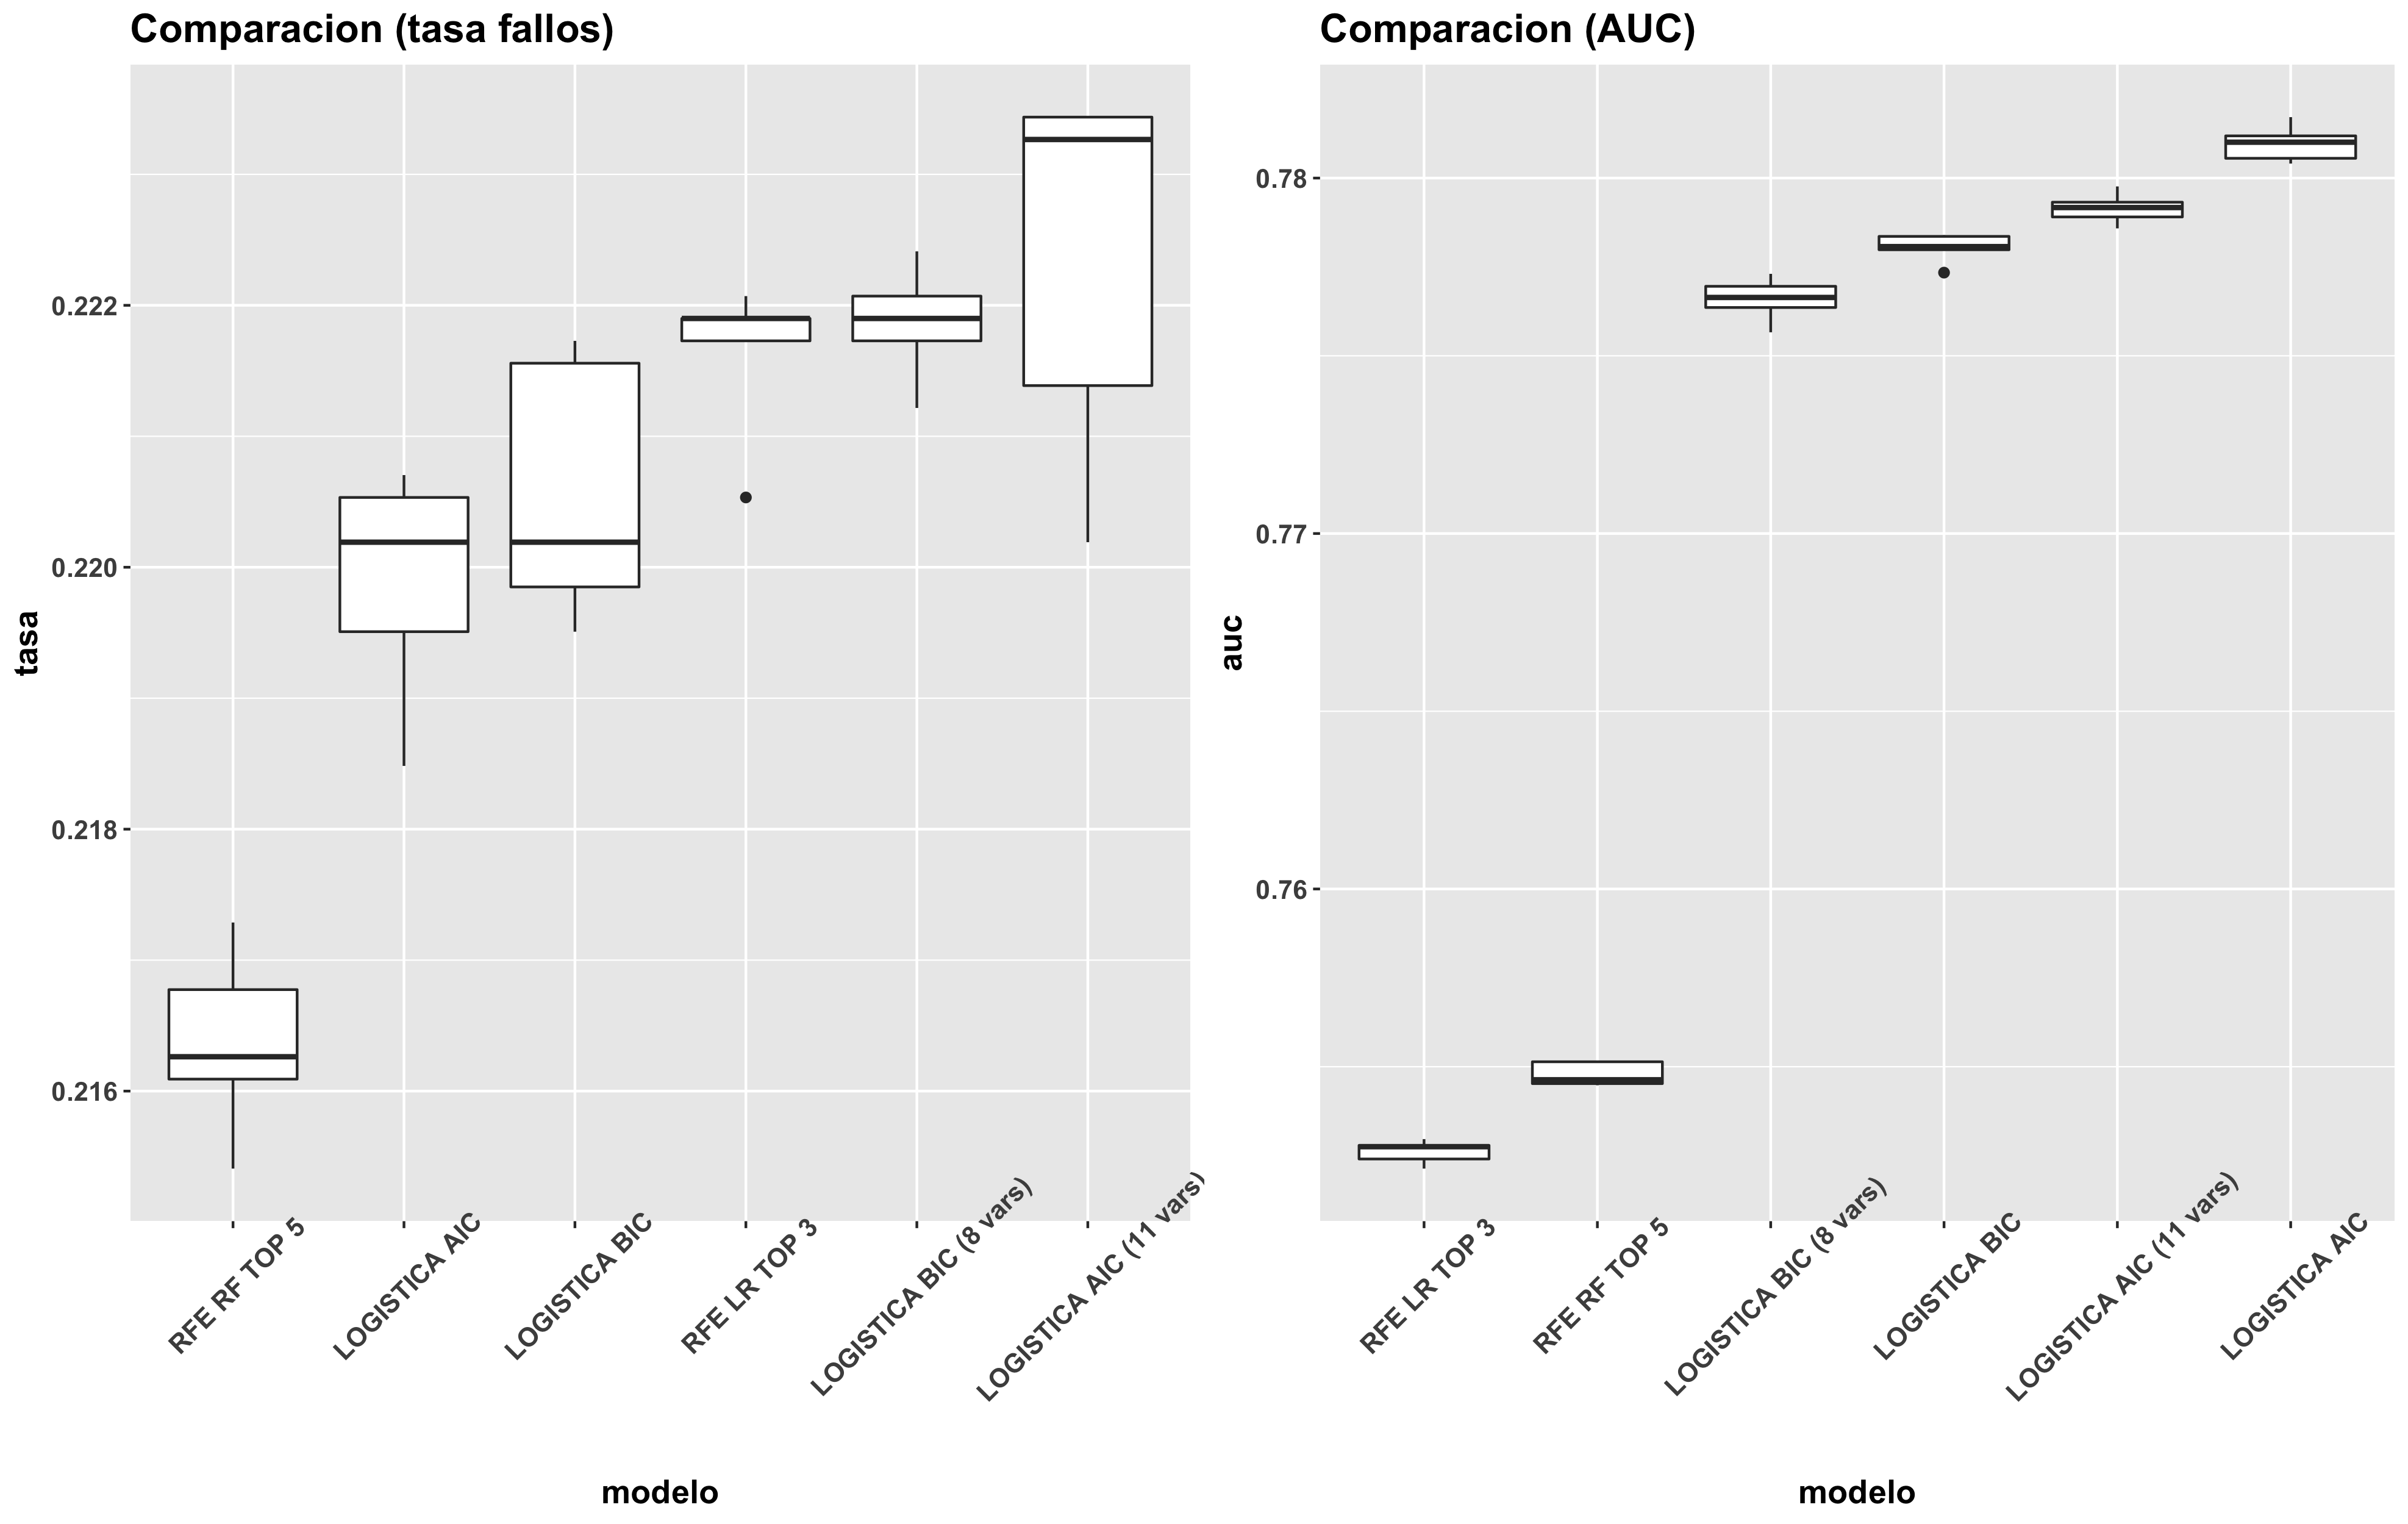 Comparacion (tasa fallos)
tasa
0.222
0.220
0.218
0.216
RFE RF TOP 5
LOGISTICA AIC
LOGISTICA BIC
RFE LR TOP 3
LOGISTICA BIC (8 vars)
LOGISTICA AIC (11 vars)
modelo
Comparacion (AUC)
auc
0.78
0.77
0.76
RFE LR TOP 3
RFE RF TOP 5
LOGISTICA BIC (8 vars)
LOGISTICA BIC
LOGISTICA AIC (11 vars)
LOGISTICA AIC
modelo